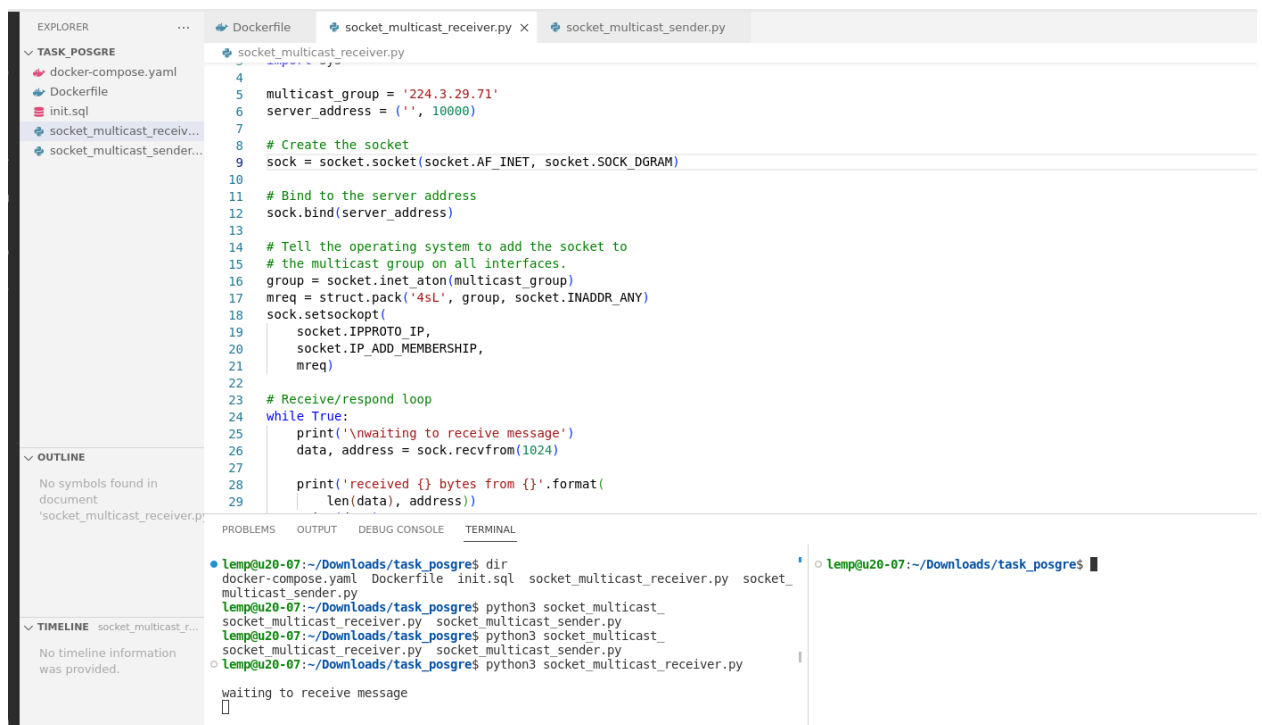 EXPLORER ...
TASK_POSGRE
docker-compose.yaml
Dockerfile
init.sql
socket_multicast_receiv...
socket_multicast_sender...
OUTLINE
No symbols found in
document
'socket_multicast_receiver.py
TIMELINE socket_multicast_r...
No timeline information
was provided.
Dockerfile socket_multicast_receiver.py × socket_multicast_sender.py
socket_multicast_receiver.py
3 import sys
4
5 multicast_group = '224.3.29.71'
6 server_address = ('', 10000)
7
8 # Create the socket
9 sock = socket.socket(socket.AF_INET, socket.SOCK_DGRAM)
10
11 # Bind to the server address
12 sock.bind(server_address)
13
14 # Tell the operating system to add the socket to
15 # the multicast group on all interfaces.
16 group = socket.inet_aton(multicast_group)
17 mreq = struct.pack('4sL', group, socket.INADDR_ANY)
18 sock.setsockopt(
19 socket.IPPROTO_IP,
20 socket.IP_ADD_MEMBERSHIP,
21 mreq)
22
23 # Receive/respond loop
24 while True:
25 print('\nwaiting to receive message')
26 data, address = sock.recvfrom(1024)
27
28 print('received {} bytes from {}'.format(
29 len(data), address))
PROBLEMS OUTPUT DEBUG CONSOLE TERMINAL
lemp@u20-07:~/Downloads/task_posgre$ dir
docker-compose.yaml Dockerfile init.sql socket_multicast_receiver.py socket_
multicast_sender.py
lemp@u20-07:~/Downloads/task_posgre$ python3 socket_multicast_
socket_multicast_receiver.py socket_multicast_sender.py
lemp@u20-07:~/Downloads/task_posgre$ python3 socket_multicast_
socket_multicast_receiver.py socket_multicast_sender.py
lemp@u20-07:~/Downloads/task_posgre$ python3 socket_multicast_receiver.py
waiting to receive message
lemp@u20-07:~/Downloads/task_posgre$